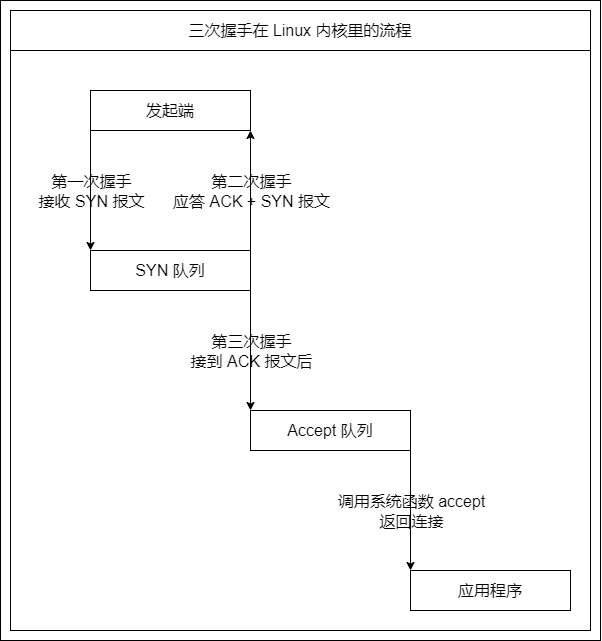 三次握手在 Linux 内核里的流程
发起端
第一次握手
接收 SYN 报文
第二次握手
应答 ACK + SYN 报文
SYN 队列
第三次握手
接到 ACK 报文后
Accept 队列
调用系统函数 accept
返回连接
应用程序